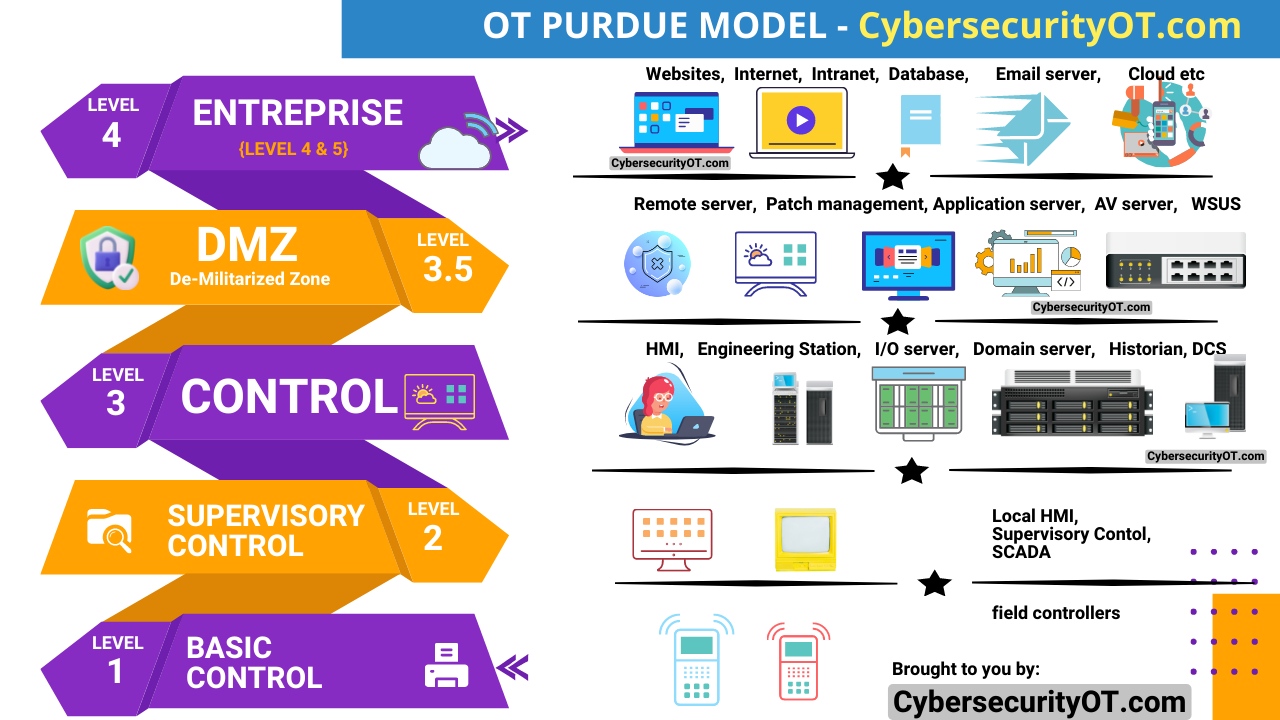 OT PURDUE MODEL - CybersecurityOT.com
LEVEL
4
ENTREPRISE
{LEVEL 4 & 5}
Websites, Internet, Intranet, Database, Email server, Cloud etc
CybersecurityOT.com
DMZ
De-Militarized Zone
LEVEL
3.5
Remote server, Patch management, Application server, AV server, WSUS
</>
CybersecurityOT.com
LEVEL
3
CONTROL
HMI, Engineering Station, I/O server, Domain server, Historian, DCS
CybersecurityOT.com
SUPERVISORY
CONTROL
LEVEL
2
Local HMI,
Supervisory Contol,
SCADA
LEVEL
1
BASIC
CONTROL
field controllers
Brought to you by:
CybersecurityOT.com